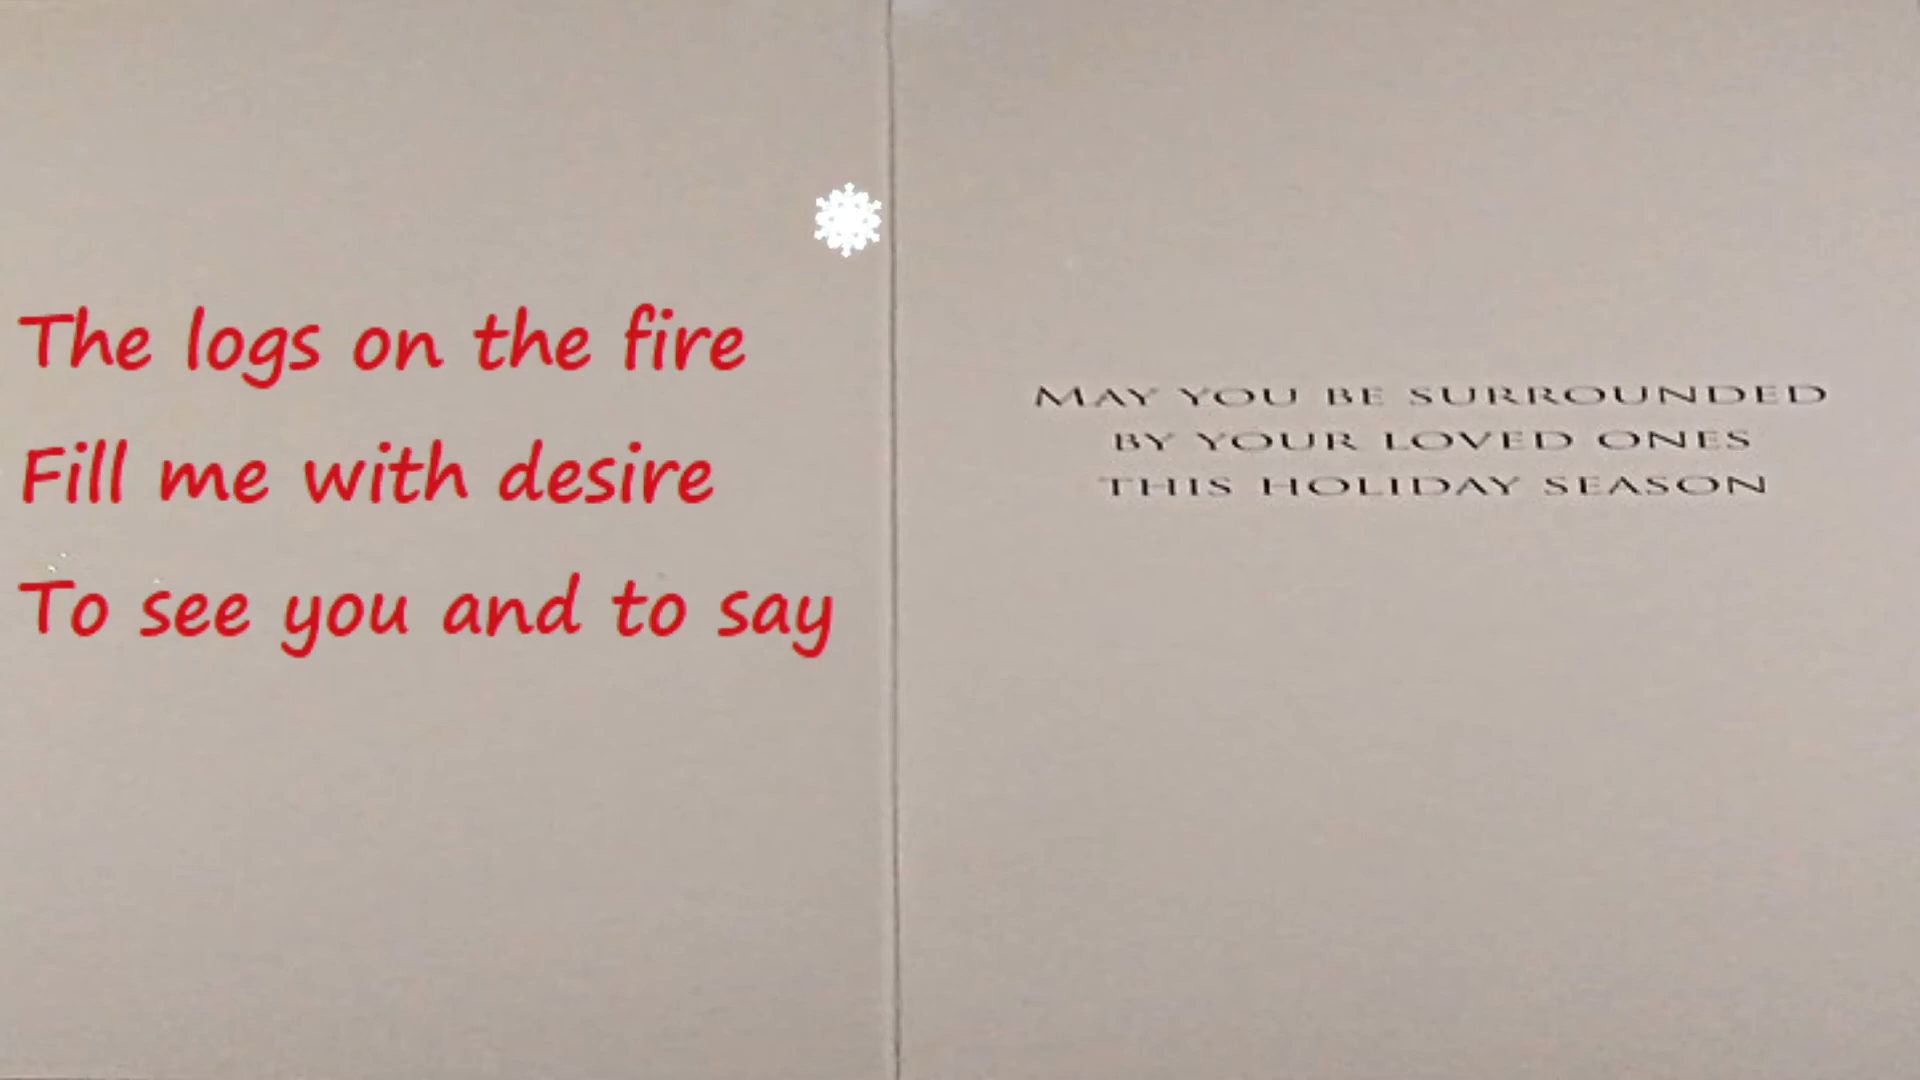 The logs on the fire
Fill me with desire
To see you and to say
MAY YOU BE SURROUNDED
BY YOUR LOVED ONES
THIS HOLIDAY SEASON